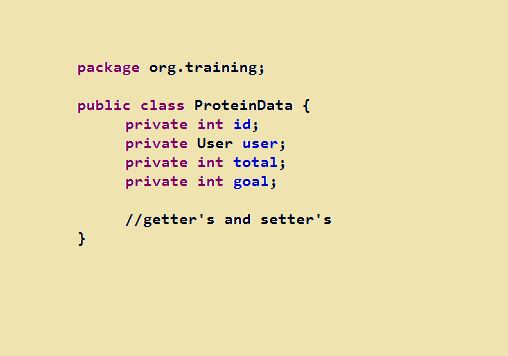 package org.training;
public class ProteinData {
private int id;
private User user;
private int total;
private int goal;
//getter's and setter's
}